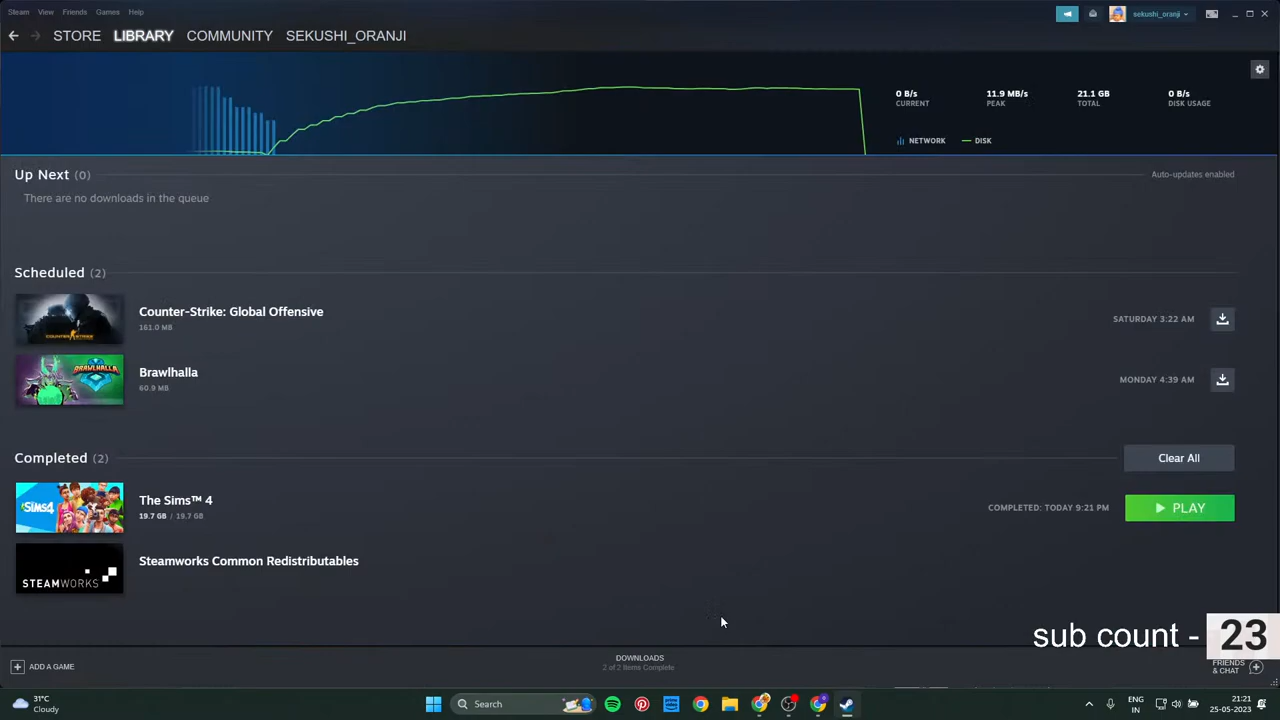 Steam View Friends Games Help
sekushi_oranji
STORE LIBRARY COMMUNITY SEKUSHI_ORANJI
0 B/s 11.9 MB/s 21.1 GB 0 B/s
CURRENT PEAK TOTAL DISK USAGE
NETWORK DISK
Up Next (0) Auto-updates enabled
There are no downloads in the queue
Scheduled (2)
Counter-Strike: Global Offensive
161.0 MB
SATURDAY 3:22 AM
Brawlhalla
60.9 MB
MONDAY 4:39 AM
Completed (2) Clear All
The Sims™ 4
19.7 GB / 19.7 GB
COMPLETED: TODAY 9:21 PM PLAY
Steamworks Common Redistributables
sub count - 23
DOWNLOADS
2 of 2 Items Complete
ADD A GAME
FRIENDS
& CHAT
31°C
Cloudy
Search
ENG
IN
21:21
25-05-2023
COUNTER STRIKE
BRAWLHALLA
SIMS4
STEAMWORKS